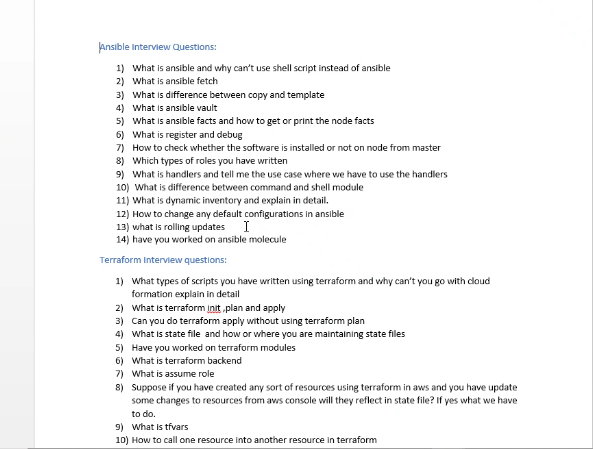 Ansible Interview Questions:
1) What is ansible and why can't use shell script instead of ansible
2) What is ansible fetch
3) What is difference between copy and template
4) What is ansible vault
5) What is ansible facts and how to get or print the node facts
6) What is register and debug
7) How to check whether the software is installed or not on node from master
8) Which types of roles you have written
9) What is handlers and tell me the use case where we have to use the handlers
10) What is difference between command and shell module
11) What is dynamic inventory and explain in detail.
12) How to change any default configurations in ansible
13) what is rolling updates
14) have you worked on ansible molecule
Terraform Interview questions:
1) What types of scripts you have written using terraform and why can't you go with cloud
formation explain in detail
2) What is terraform init ,plan and apply
3) Can you do terraform apply without using terraform plan
4) What is state file and how or where you are maintaining state files
5) Have you worked on terraform modules
6) What is terraform backend
7) What is assume role
8) Suppose if you have created any sort of resources using terraform in aws and you have update
some changes to resources from aws console will they reflect in state file? If yes what we have
to do.
9) What is tfvars
10) How to call one resource into another resource in terraform